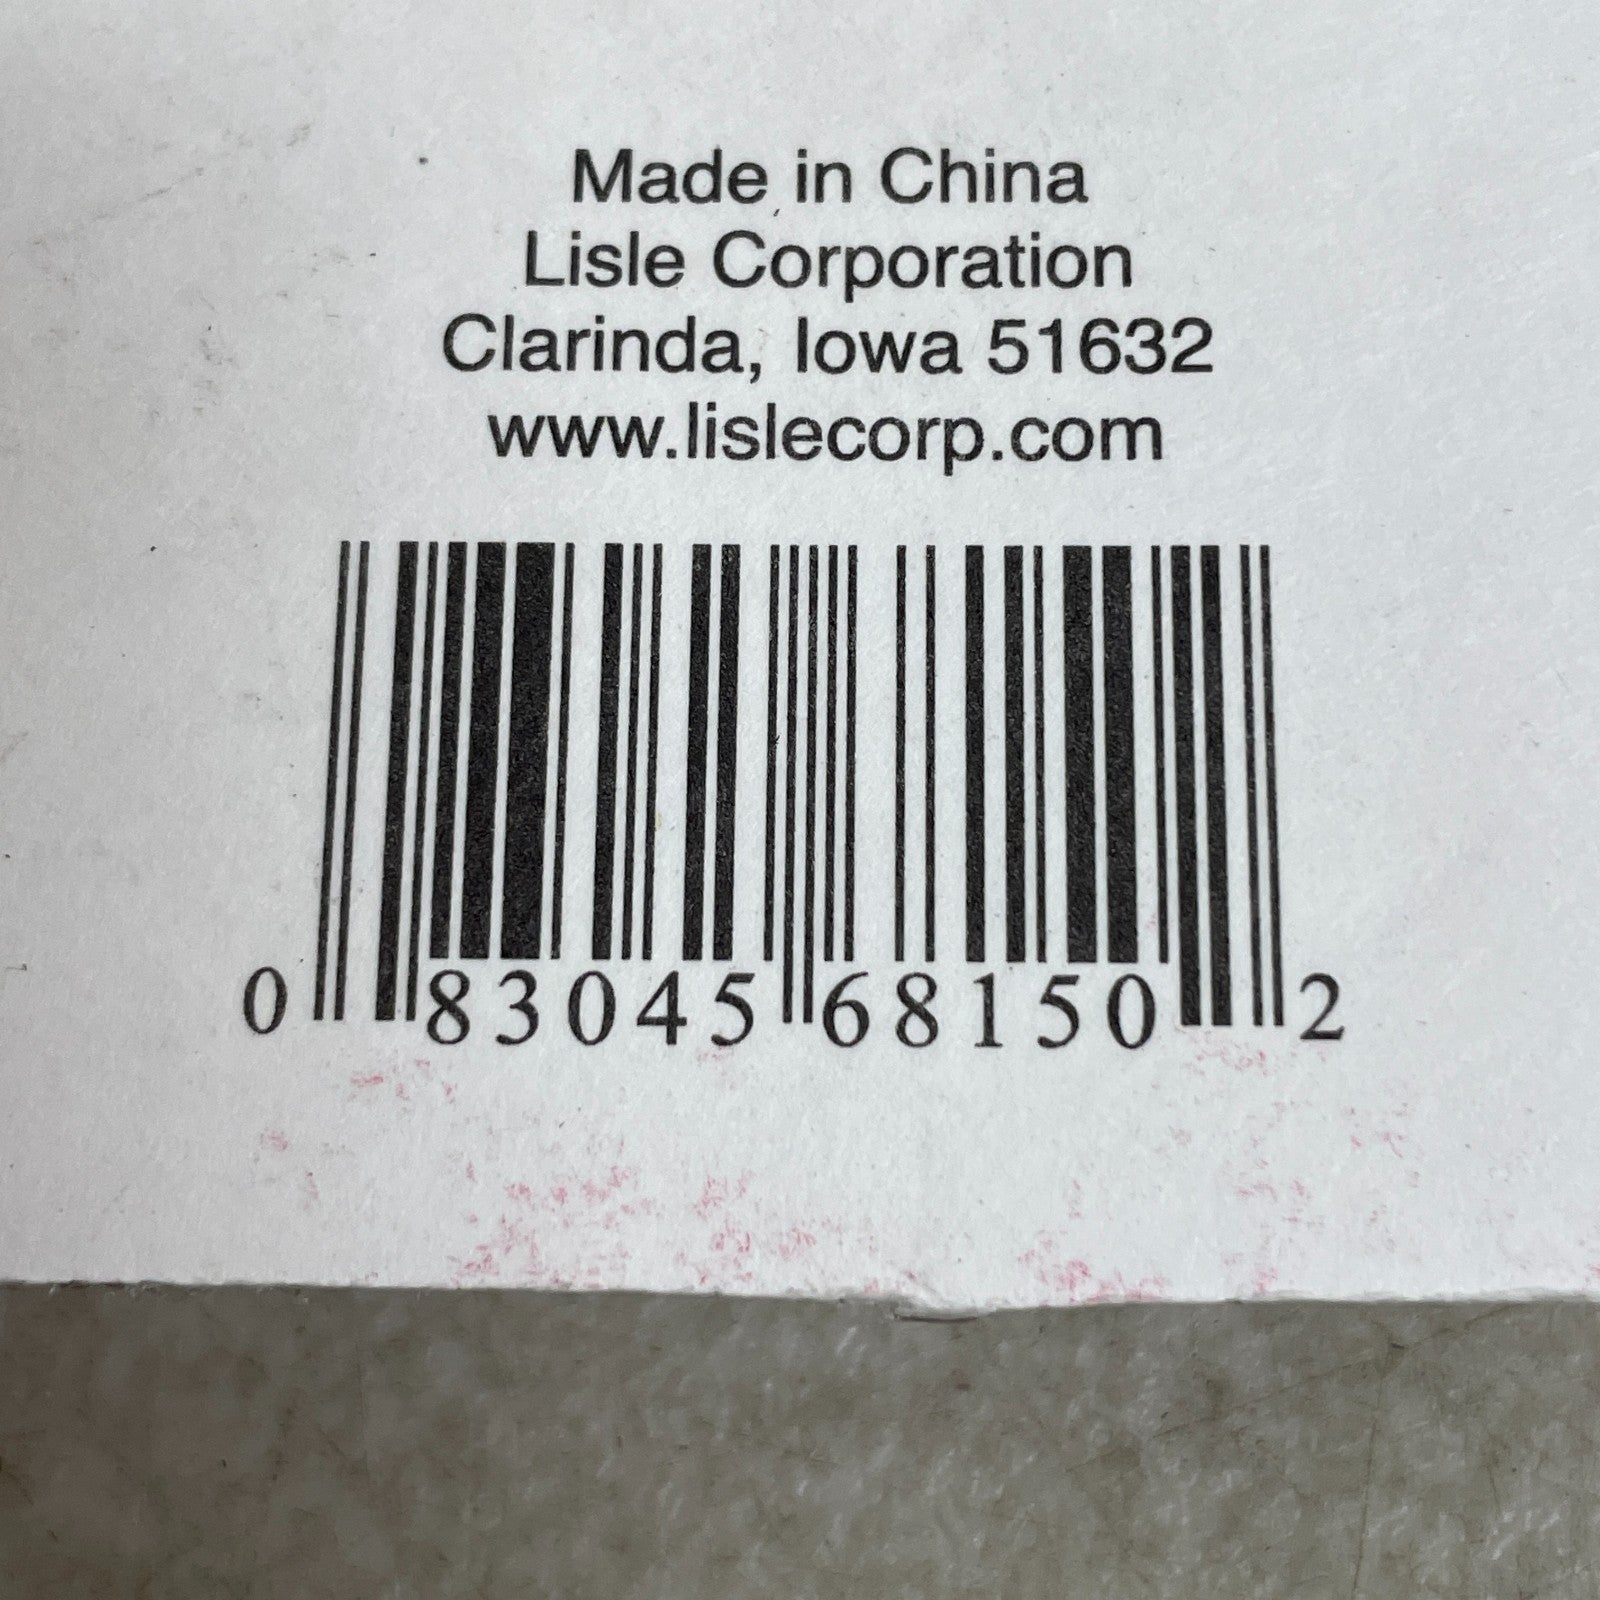 Made in China
Lisle Corporation
Clarinda, Iowa 51632
www.lislecorp.com
0 83045 68150 2